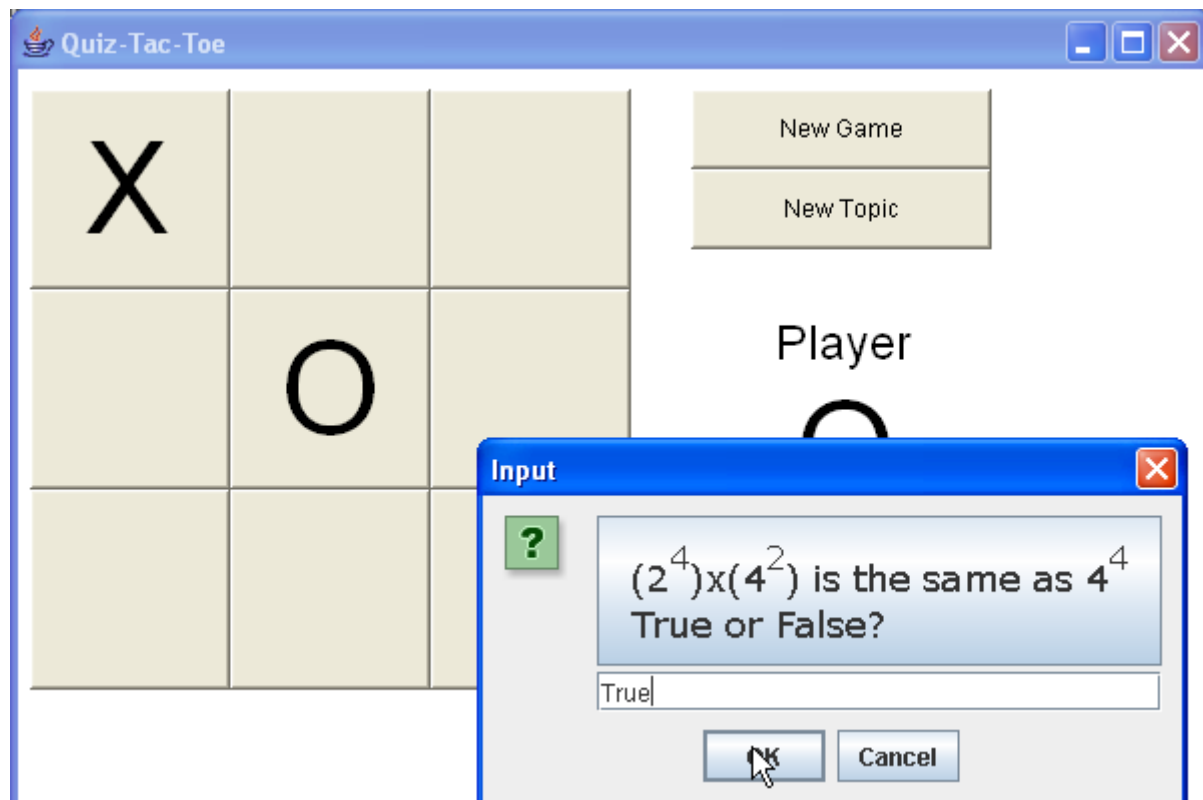 Quiz-Tac-Toe
X
New Game
New Topic
O
Player
O
Input
?
(2⁴)x(4²) is the same as 4⁴
True or False?
True
OK
Cancel